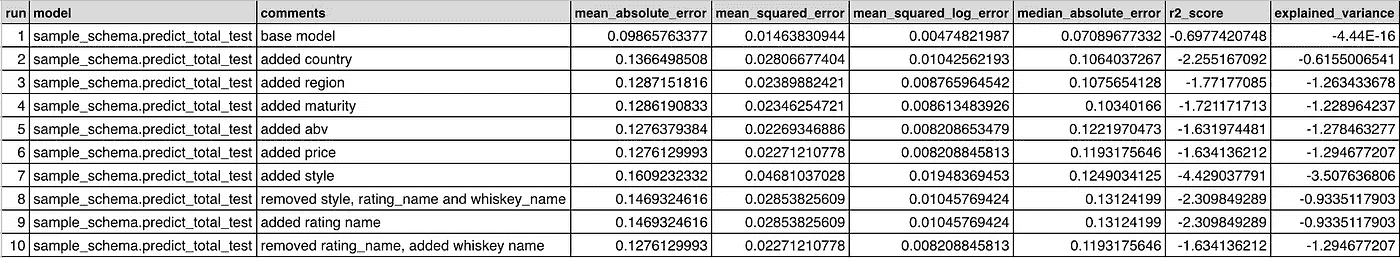 run model comments mean_absolute_error mean_squared_error mean_squared_log_error median_absolute_error r2_score explained_variance
1 sample_schema.predict_total_test base model 0.09865763377 0.01463830944 0.00474821987 0.07089677332 -0.6977420748 -4.44E-16
2 sample_schema.predict_total_test added country 0.1366498508 0.02806677404 0.01042562193 0.1064037267 -2.255167092 -0.6155006541
3 sample_schema.predict_total_test added region 0.1287151816 0.02389882421 0.008765964542 0.1075654128 -1.77177085 -1.263433678
4 sample_schema.predict_total_test added maturity 0.1286190833 0.02346254721 0.008613483926 0.10340166 -1.721171713 -1.228964237
5 sample_schema.predict_total_test added abv 0.1276379384 0.02269346886 0.008208653479 0.1221970473 -1.631974481 -1.278463277
6 sample_schema.predict_total_test added price 0.1276129993 0.02271210778 0.008208845813 0.1193175646 -1.634136212 -1.294677207
7 sample_schema.predict_total_test added style 0.1609232332 0.04681037028 0.01948369453 0.1249034125 -4.429037791 -3.507636806
8 sample_schema.predict_total_test removed style, rating_name and whiskey_name 0.1469324616 0.02853825609 0.01045769424 0.13124199 -2.309849289 -0.9335117903
9 sample_schema.predict_total_test added rating name 0.1469324616 0.02853825609 0.01045769424 0.13124199 -2.309849289 -0.9335117903
10 sample_schema.predict_total_test removed rating_name, added whiskey name 0.1276129993 0.02271210778 0.008208845813 0.1193175646 -1.634136212 -1.294677207